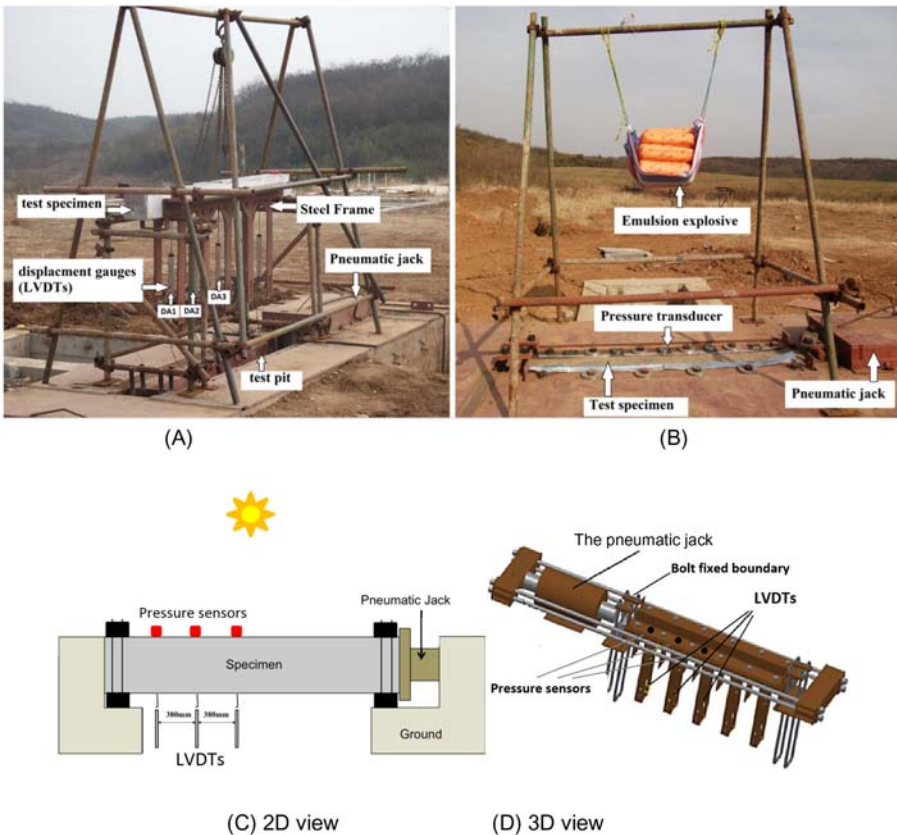 test specimen
Steel Frame
displacment gauges
(LVDTs)
Pneumatic jack
DA1
DA2
DA3
test pit
(A)
Emulsion explosive
Pressure transducer
Test specimen
Pneumatic jack
(B)
Pressure sensors
Pneumatic Jack
Specimen
380mm
380mm
LVDTs
Ground
(C) 2D view
The pneumatic jack
Bolt fixed boundary
LVDTs
Pressure sensors
(D) 3D view